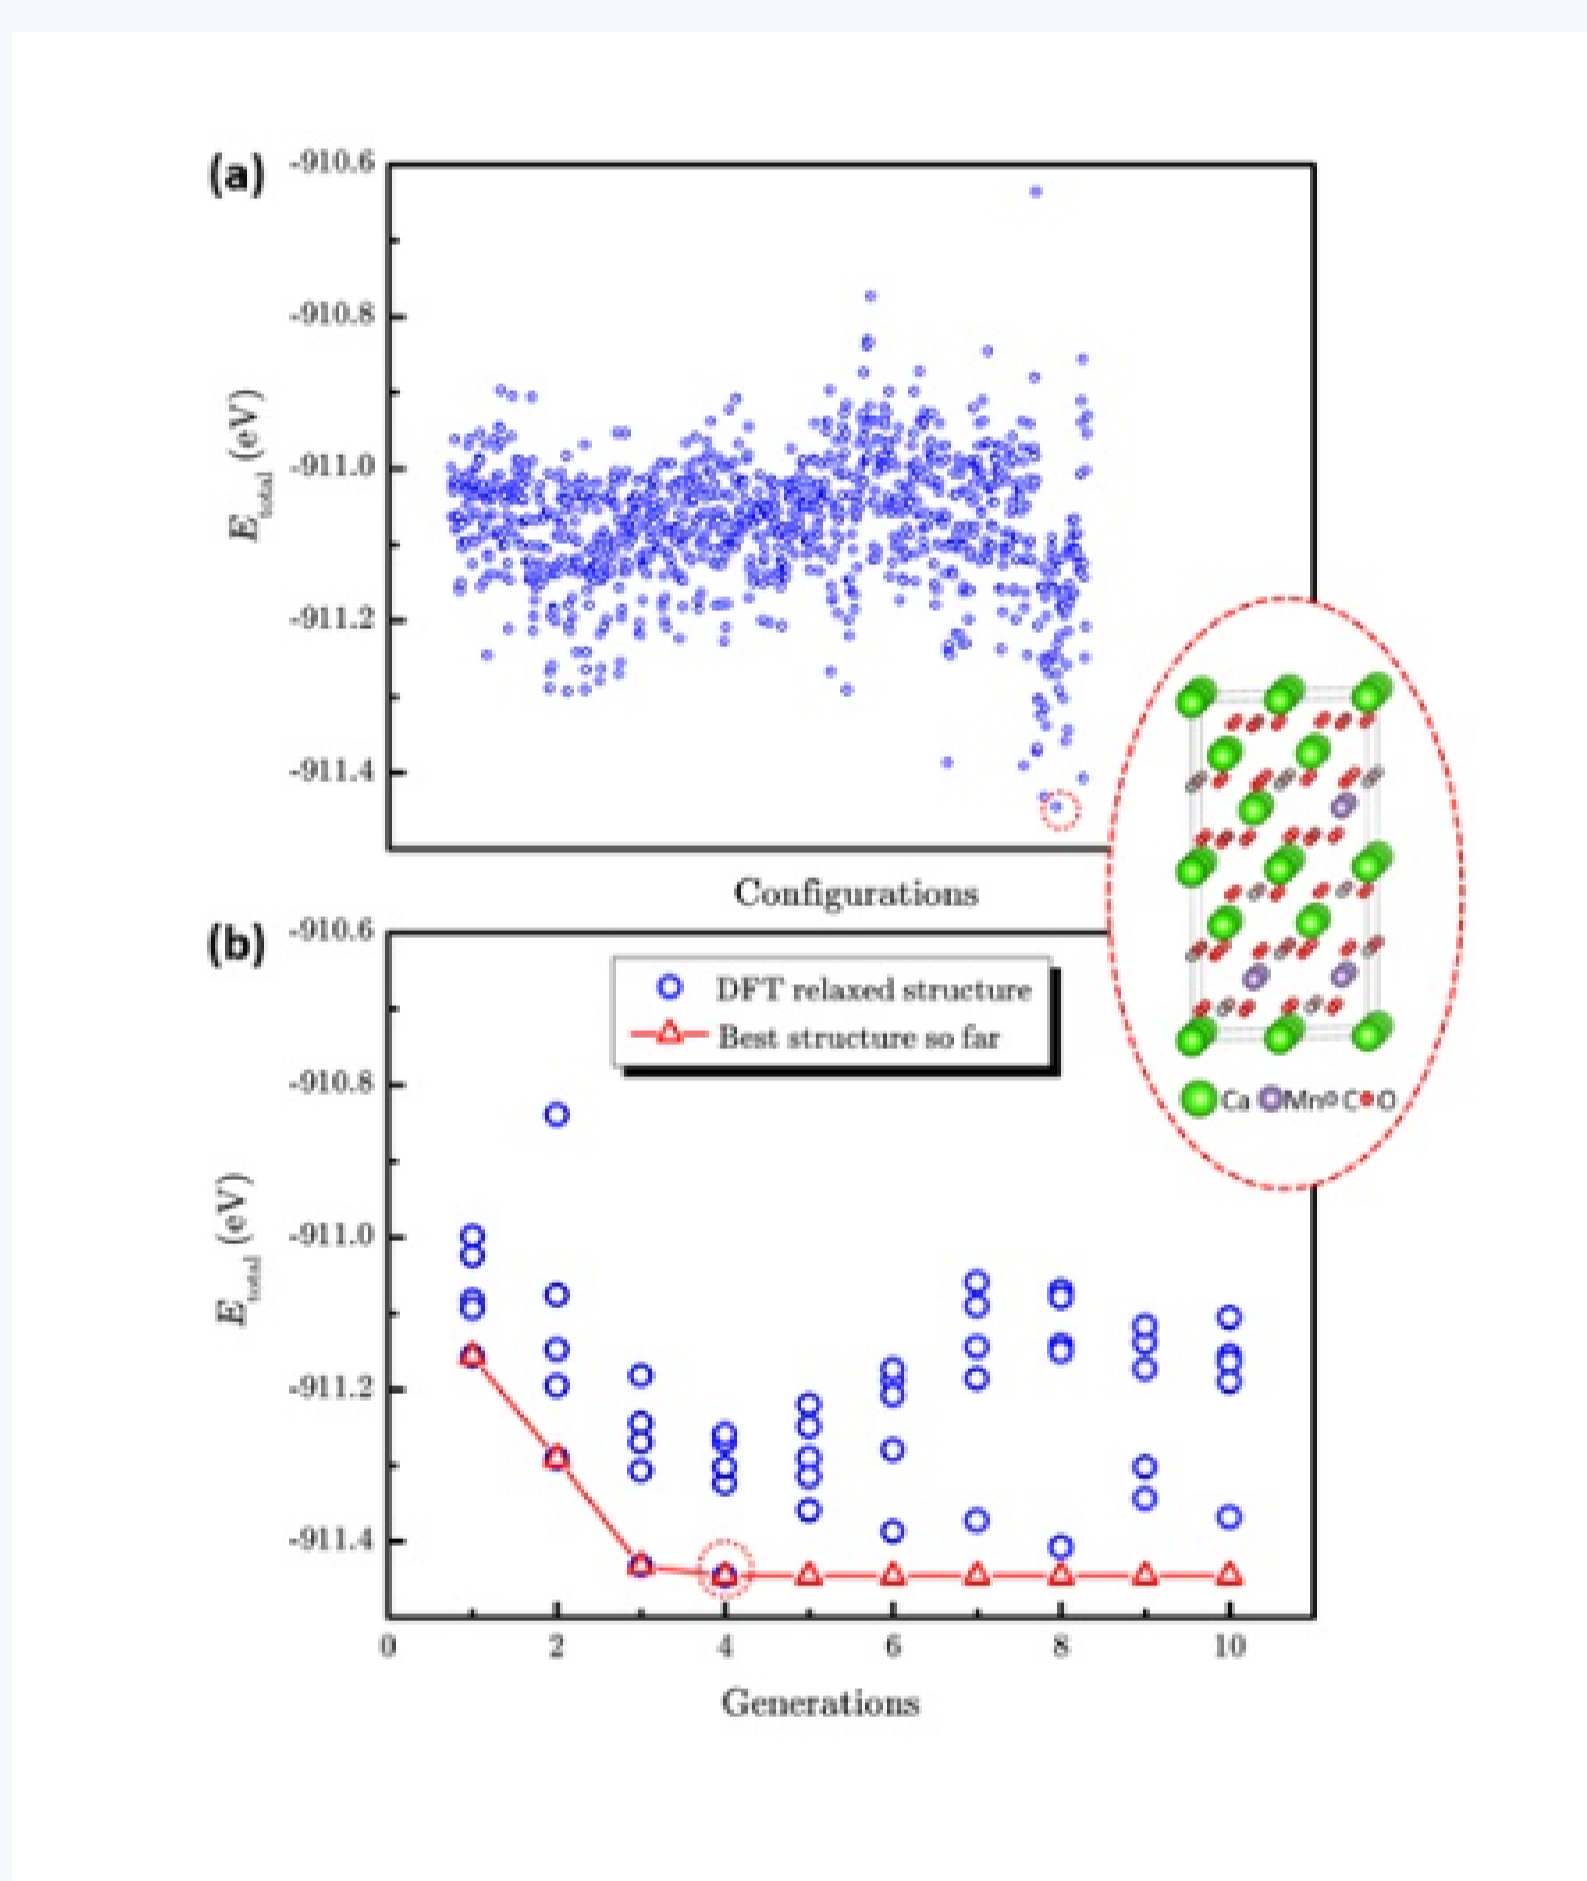 (a)
-910.6
-910.8
-911.0
-911.2
-911.4
E total (eV)
Configurations
(b)
-910.6
-910.8
-911.0
-911.2
-911.4
E total (eV)
DFT relaxed structure
Best structure so far
0 2 4 6 8 10
Generations
Ca Mn C O